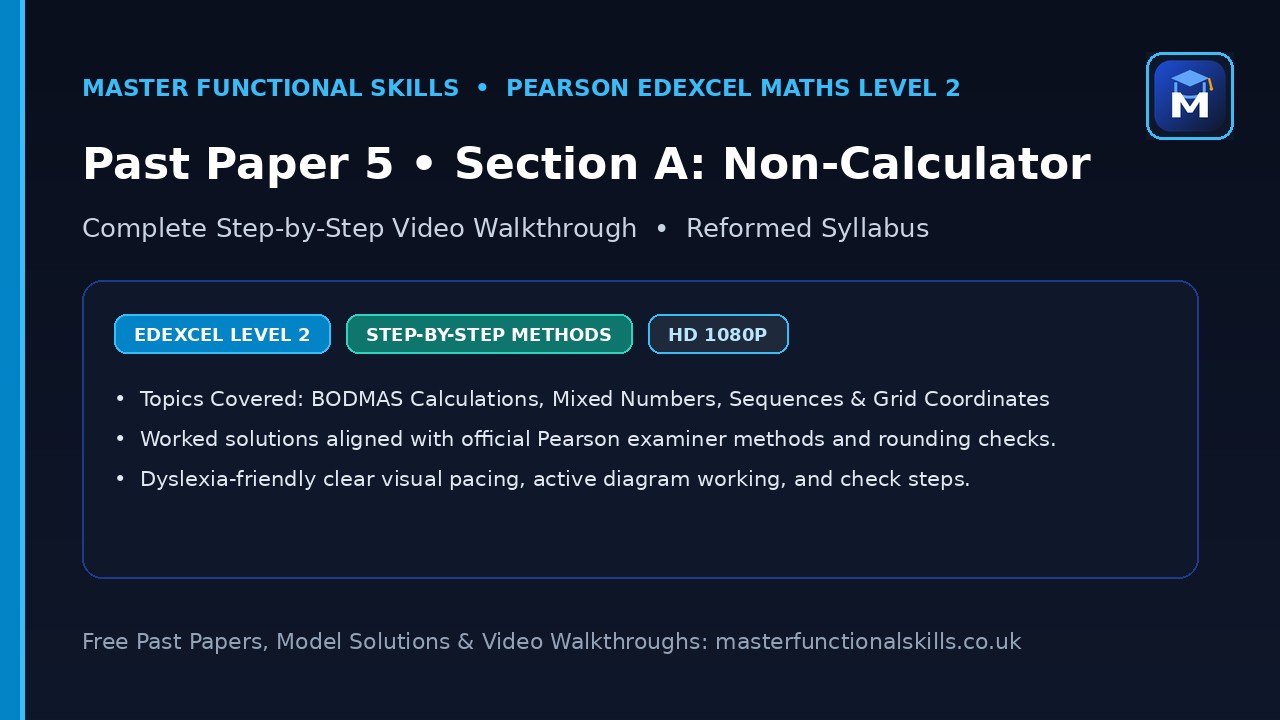 MASTER FUNCTIONAL SKILLS • PEARSON EDEXCEL MATHS LEVEL 2
M
Past Paper 5 • Section A: Non-Calculator
Complete Step-by-Step Video Walkthrough • Reformed Syllabus
EDEXCEL LEVEL 2 STEP-BY-STEP METHODS HD 1080P
• Topics Covered: BODMAS Calculations, Mixed Numbers, Sequences & Grid Coordinates
• Worked solutions aligned with official Pearson examiner methods and rounding checks.
• Dyslexia-friendly clear visual pacing, active diagram working, and check steps.
Free Past Papers, Model Solutions & Video Walkthroughs: masterfunctionalskills.co.uk